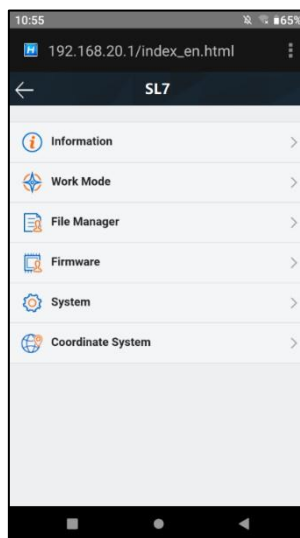 10:55 65%
192.168.20.1/index_en.html
SL7
Information
Work Mode
File Manager
Firmware
System
Coordinate System